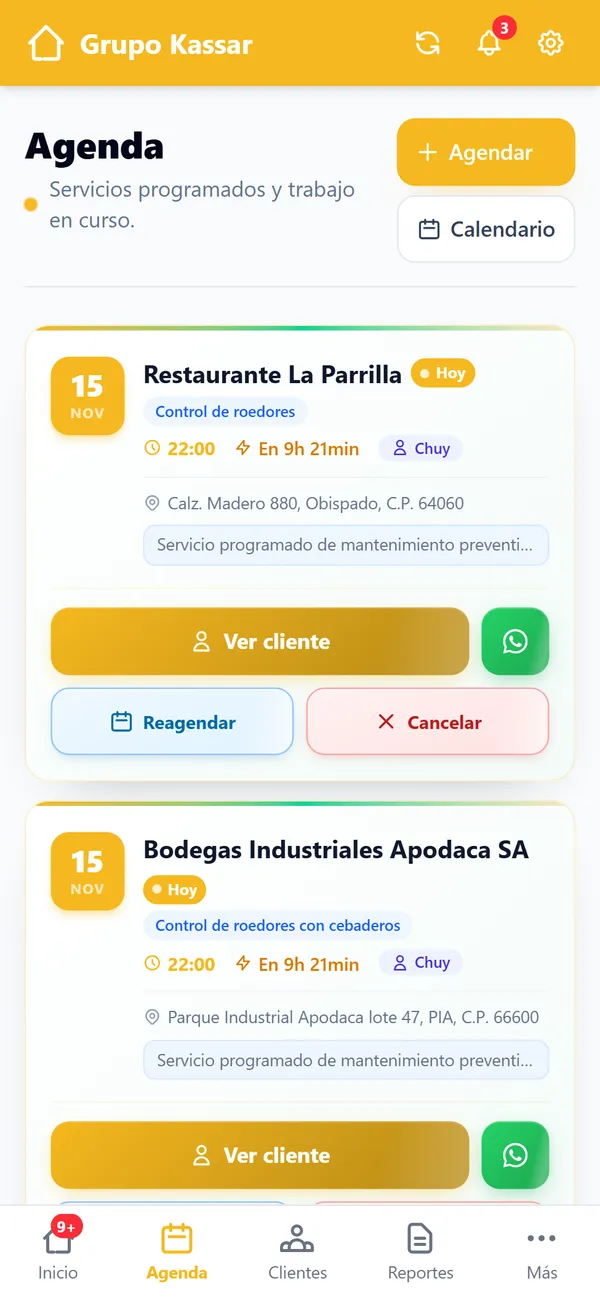 Grupo Kassar
3
Agenda
Servicios programados y trabajo
en curso.
Agendar
Calendario
15
NOV
Restaurante La Parrilla
Hoy
Control de roedores
22:00
En 9h 21min
Chuy
Calz. Madero 880, Obispado, C.P. 64060
Servicio programado de mantenimiento preventi...
Ver cliente
Reagendar
Cancelar
15
NOV
Bodegas Industriales Apodaca SA
Hoy
Control de roedores con cebaderos
22:00
En 9h 21min
Chuy
Parque Industrial Apodaca lote 47, PIA, C.P. 66600
Servicio programado de mantenimiento preventi...
Ver cliente
9+
Inicio
Agenda
Clientes
Reportes
Más